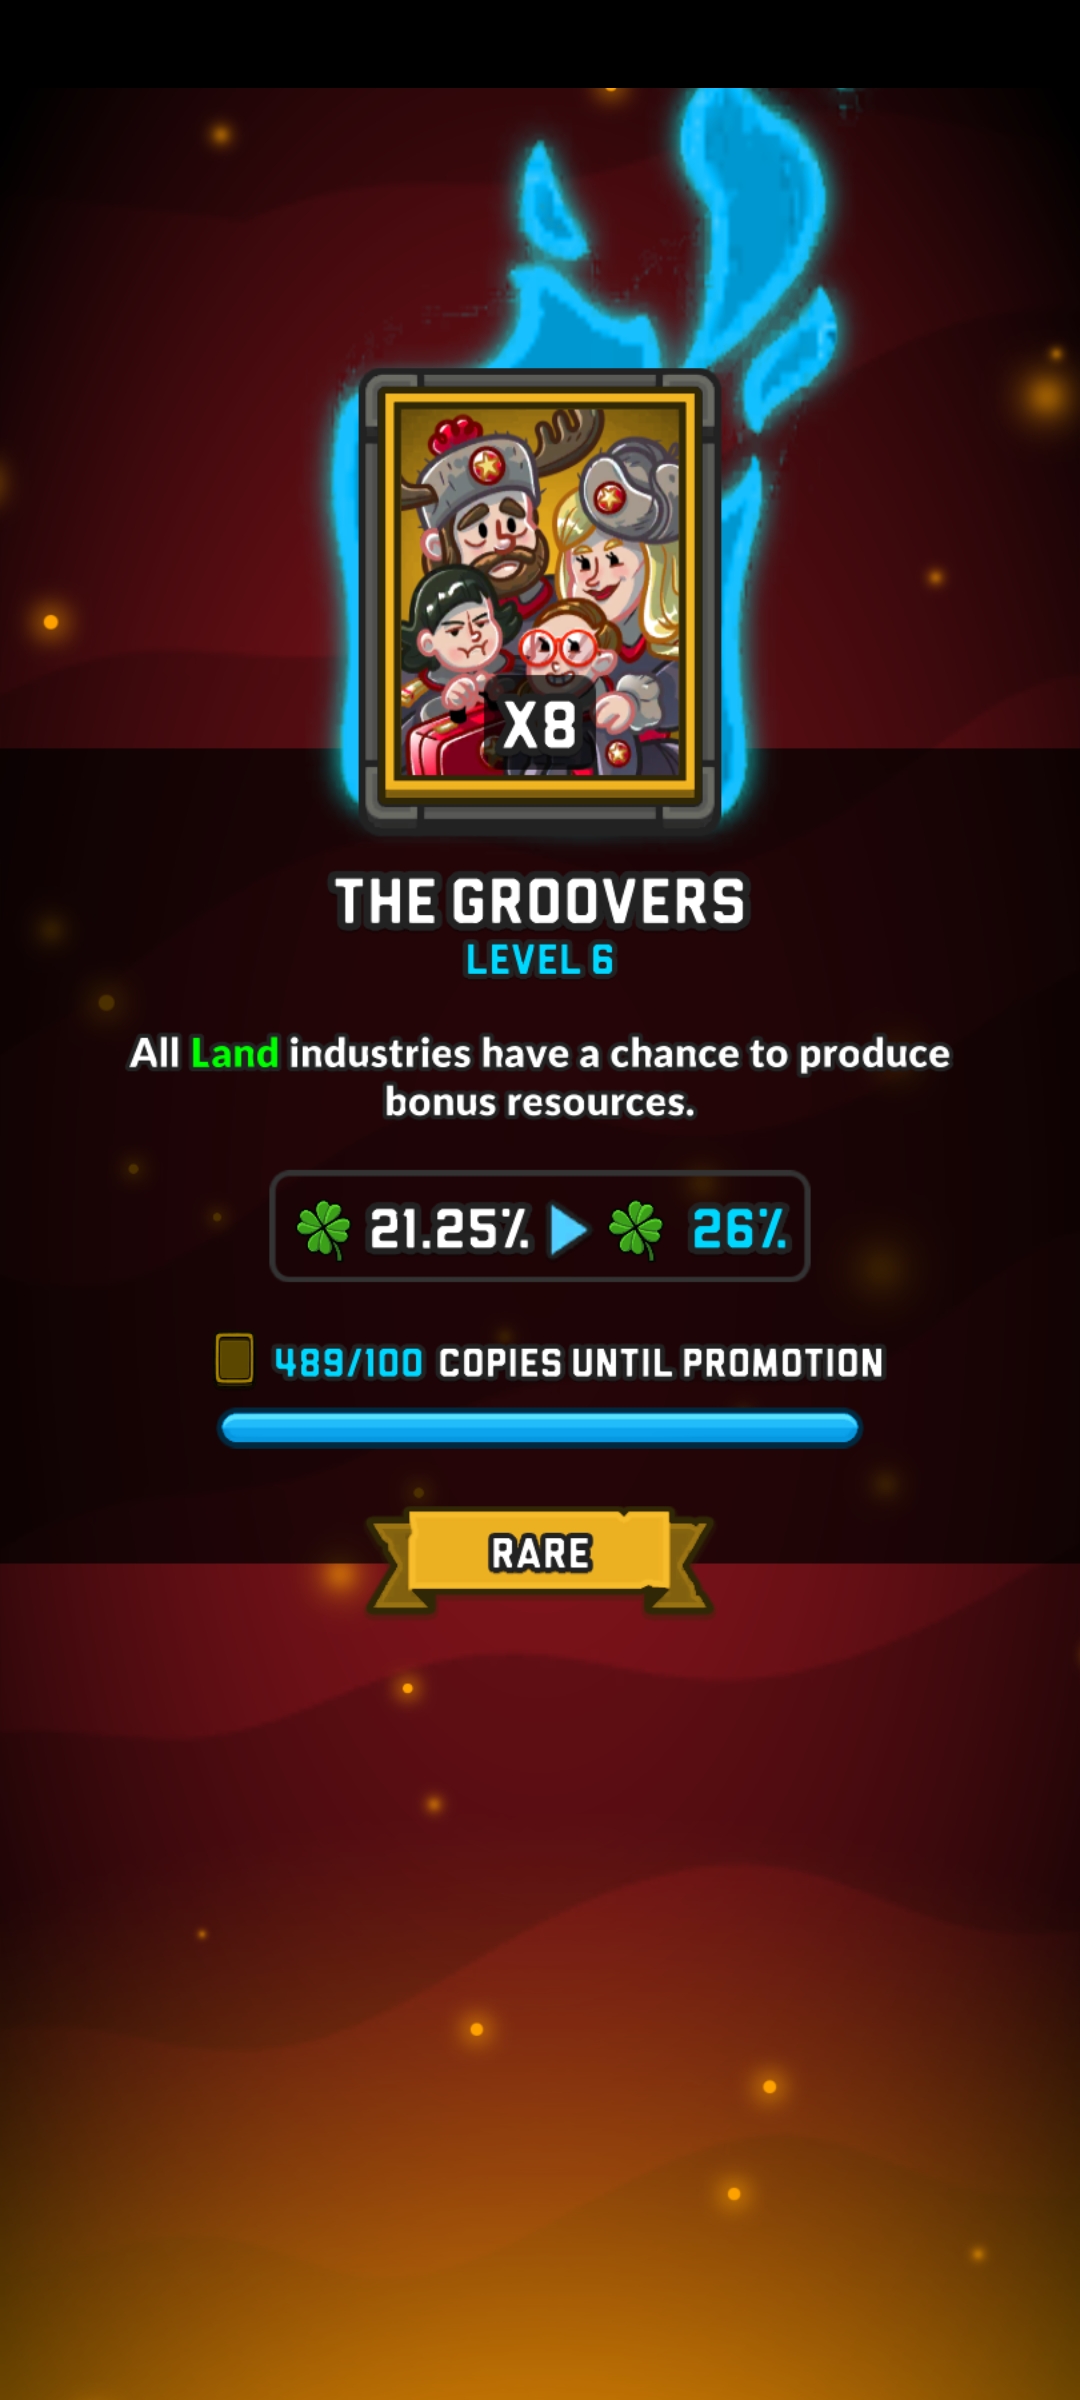 X8
THE GROOVERS
LEVEL 6
All Land industries have a chance to produce
bonus resources.
21.25% 26%
489/100 COPIES UNTIL PROMOTION
RARE